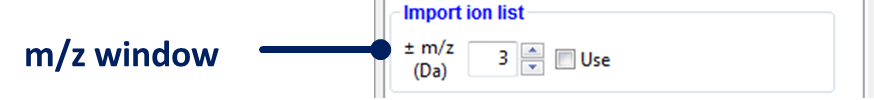 Import ion list
m/z window
± m/z
(Da)
3
Use